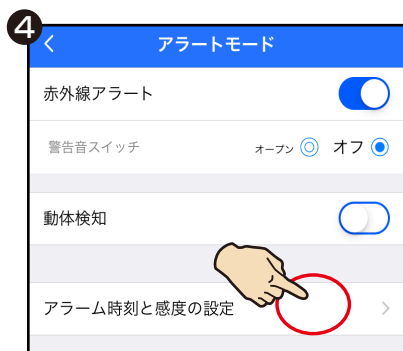 ❹
アラートモード
赤外線アラート
警告音スイッチ オープン オフ
動体検知
アラーム時刻と感度の設定